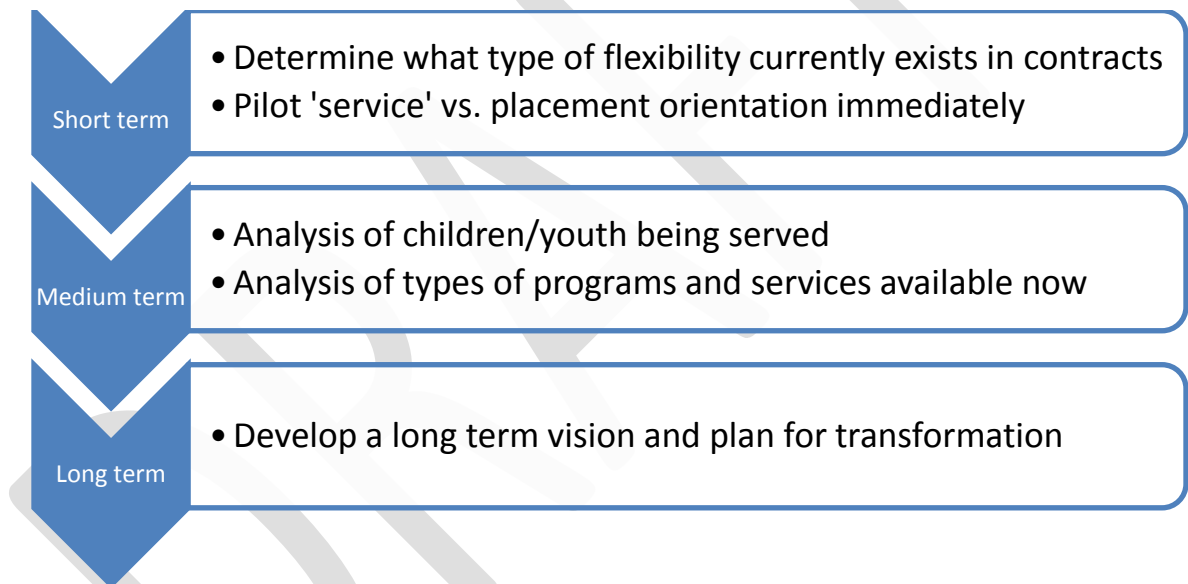 Short term
• Determine what type of flexibility currently exists in contracts
• Pilot 'service' vs. placement orientation immediately
Medium term
• Analysis of children/youth being served
• Analysis of types of programs and services available now
Long term
• Develop a long term vision and plan for transformation
DRAFT